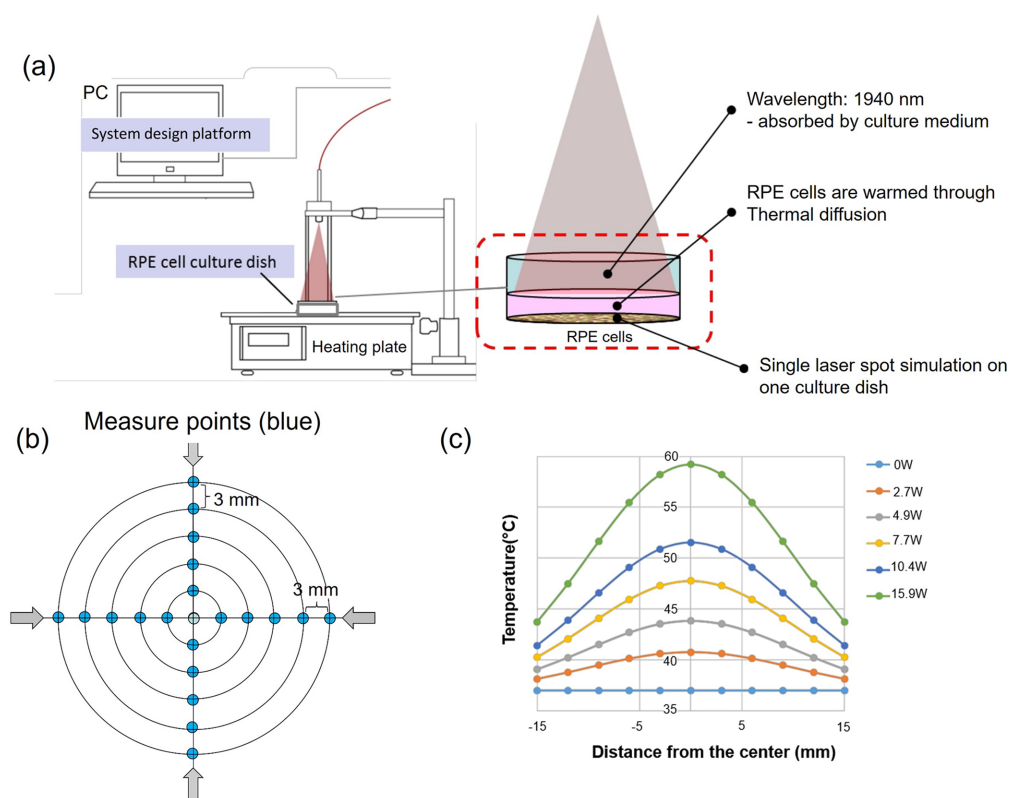 (a)
PC
System design platform
RPE cell culture dish
Heating plate
Wavelength: 1940 nm
- absorbed by culture medium
RPE cells are warmed through
Thermal diffusion
RPE cells
Single laser spot simulation on
one culture dish
(b)
Measure points (blue)
3 mm
3 mm
(c)
Temperature(°C)
60
55
50
45
40
35
-15
-5
5
15
Distance from the center (mm)
0W
2.7W
4.9W
7.7W
10.4W
15.9W